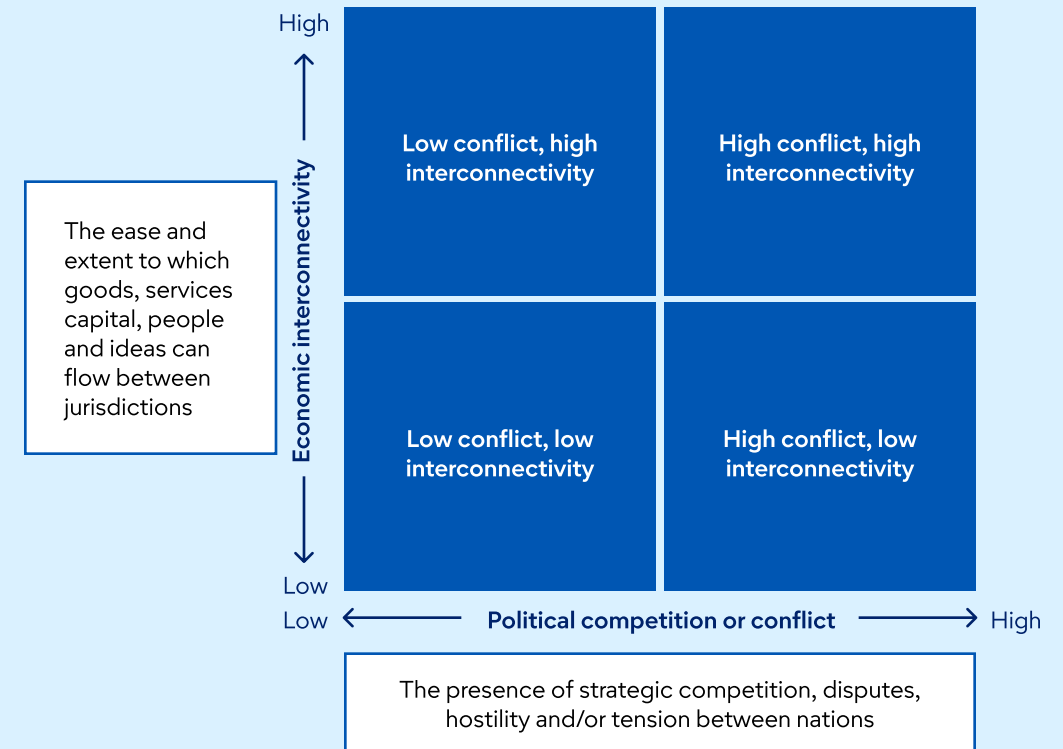 High
Low conflict, high
interconnectivity
High conflict, high
interconnectivity
Economic interconnectivity
The ease and
extent to which
goods, services
capital, people
and ideas can
flow between
jurisdictions
Low conflict, low
interconnectivity
High conflict, low
interconnectivity
Low
Low
Political competition or conflict
High
The presence of strategic competition, disputes,
hostility and/or tension between nations